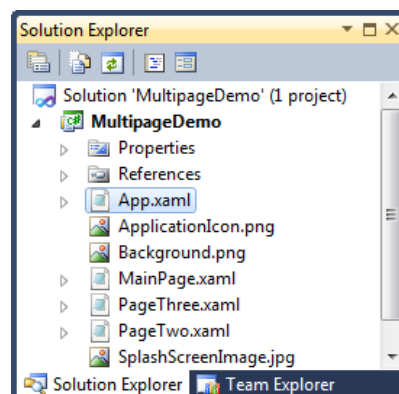 Solution Explorer
Solution 'MultipageDemo' (1 project)
MultipageDemo
Properties
References
App.xaml
ApplicationIcon.png
Background.png
MainPage.xaml
PageThree.xaml
PageTwo.xaml
SplashScreenImage.jpg
Solution Explorer Team Explorer